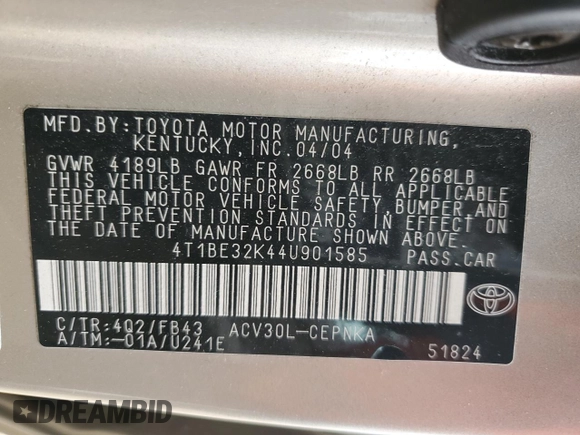 MFD. BY: TOYOTA MOTOR MANUFACTURING,
KENTUCKY, INC. 04/04
GVWR 4189LB GAWR FR 2668LB RR 2668LB
THIS VEHICLE CONFORMS TO ALL APPLICABLE
FEDERAL MOTOR VEHICLE SAFETY, BUMPER AND
THEFT PREVENTION STANDARDS IN EFFECT ON
THE DATE OF MANUFACTURE SHOWN ABOVE.
4T1BE32K44U901585 PASS.CAR
C/TR:4Q2/FB43 ACV30L-CEPNKA
A/TM:-01A/U241E
51824
DREAMBID